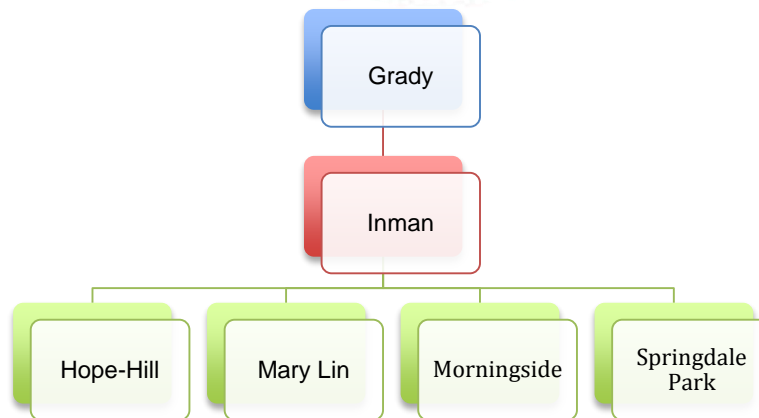 Grady
Inman
Hope-Hill
Mary Lin
Morningside
Springdale
Park